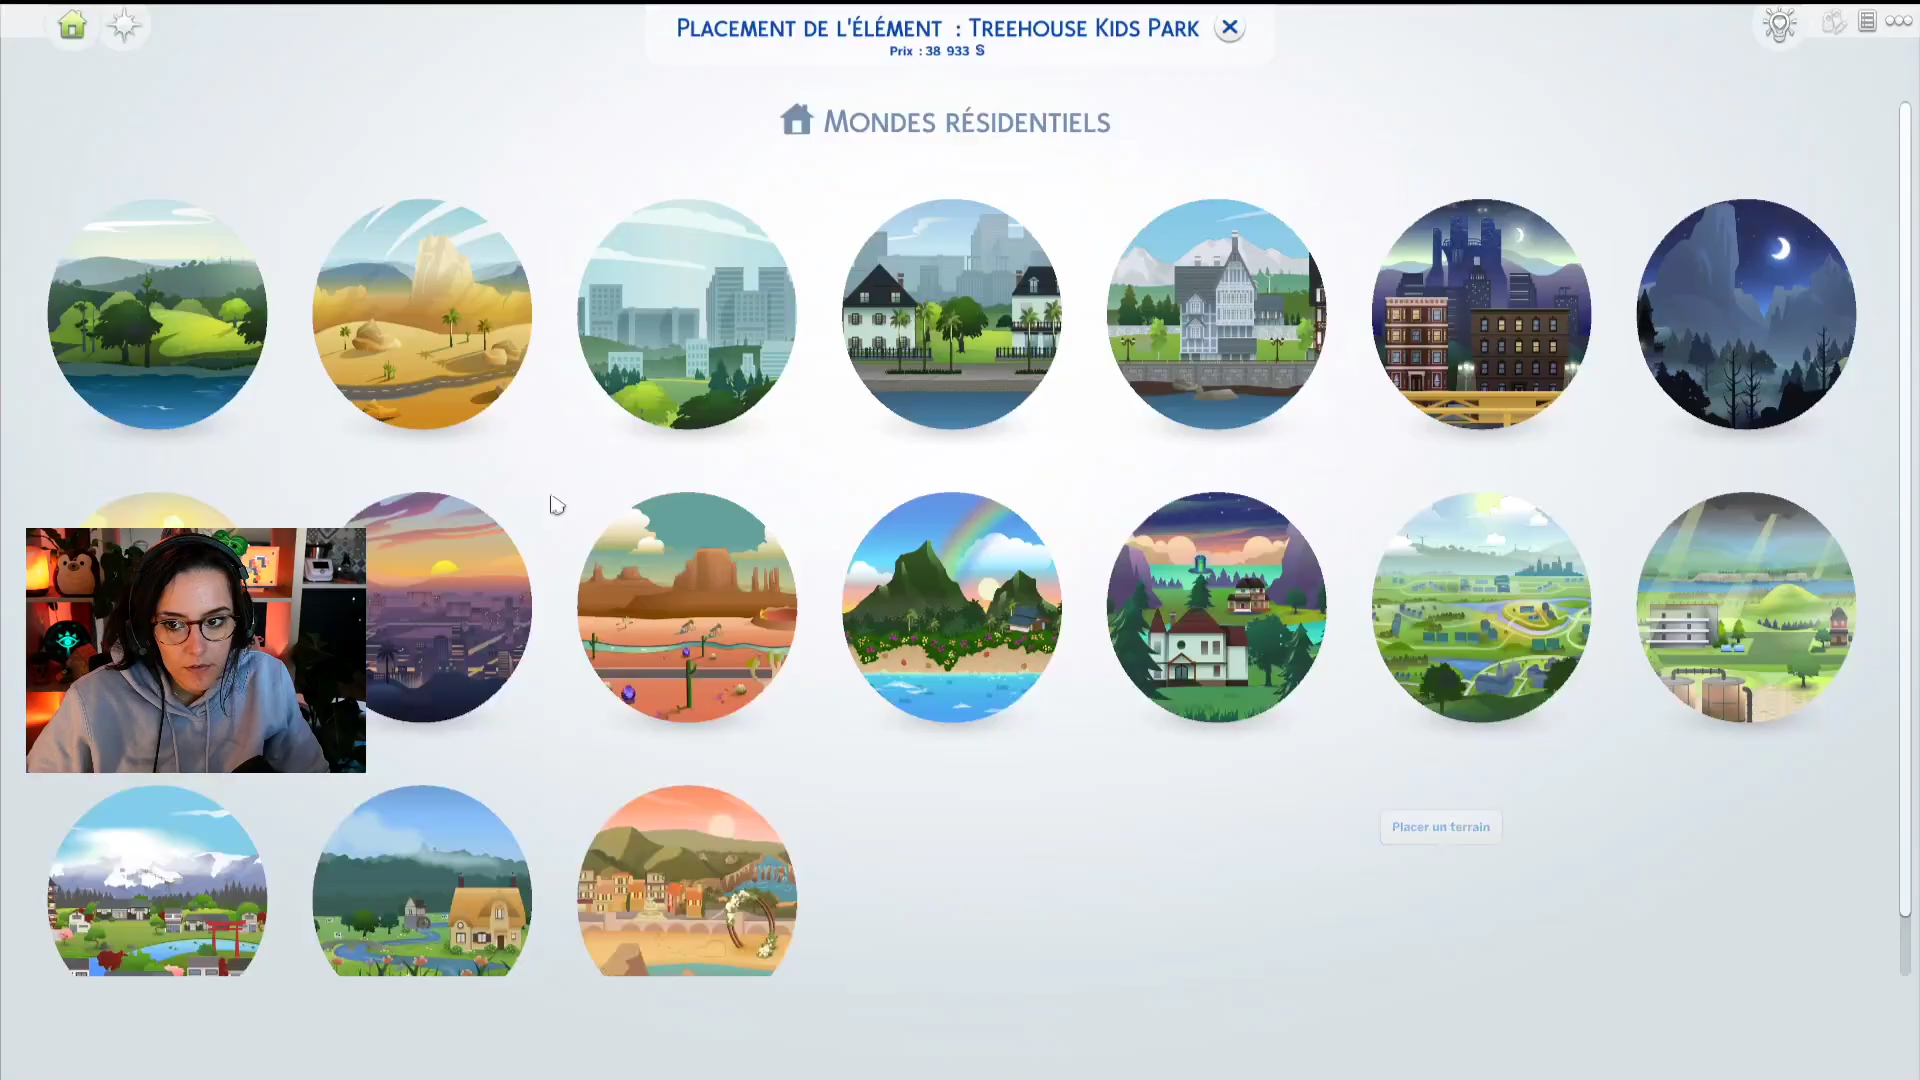 PLACEMENT DE L'ÉLÉMENT : TREEHOUSE KIDS PARK
Prix : 38 933 $
MONDES RÉSIDENTIELS
Placer un terrain